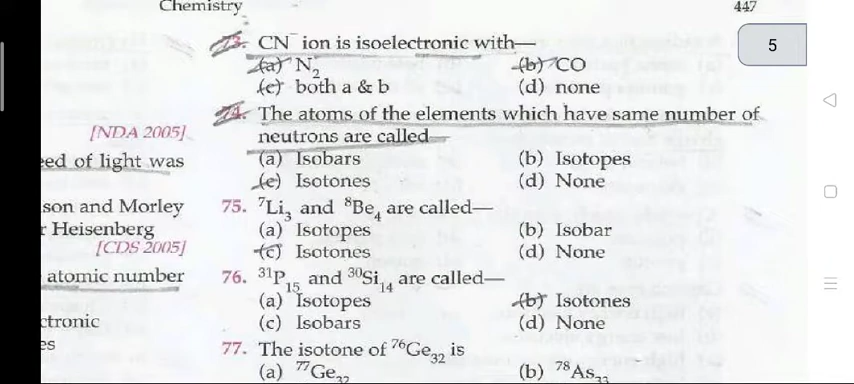 Chemistry
447
5
73. CN⁻ ion is isoelectronic with—
(a) N₂ (b) CO
(c) both a & b (d) none
74. The atoms of the elements which have same number of
neutrons are called—
(a) Isobars (b) Isotopes
(c) Isotones (d) None
75. ⁷Li₃ and ⁸Be₄ are called—
(a) Isotopes (b) Isobar
(c) Isotones (d) None
76. ³¹P₁₅ and ³⁰Si₁₄ are called—
(a) Isotopes (b) Isotones
(c) Isobars (d) None
77. The isotone of ⁷⁶Ge₃₂ is
(a) ⁷⁷Ge₃₂ (b) ⁷⁸As₃₃
[NDA 2005]
eed of light was
son and Morley
r Heisenberg
[CDS 2005]
atomic number
ctronic
es